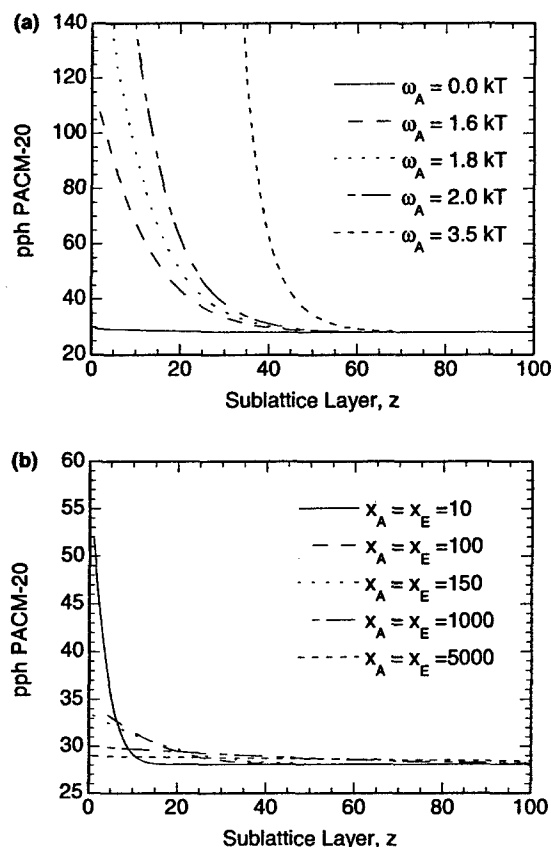 (a)
140
120
100
80
60
40
20
pph PACM-20
ω_A = 0.0 kT
ω_A = 1.6 kT
ω_A = 1.8 kT
ω_A = 2.0 kT
ω_A = 3.5 kT
0 20 40 60 80 100
Sublattice Layer, z
(b)
60
55
50
45
40
35
30
25
pph PACM-20
x_A = x_E =10
x_A = x_E =100
x_A = x_E =150
x_A = x_E =1000
x_A = x_E =5000
0 20 40 60 80 100
Sublattice Layer, z